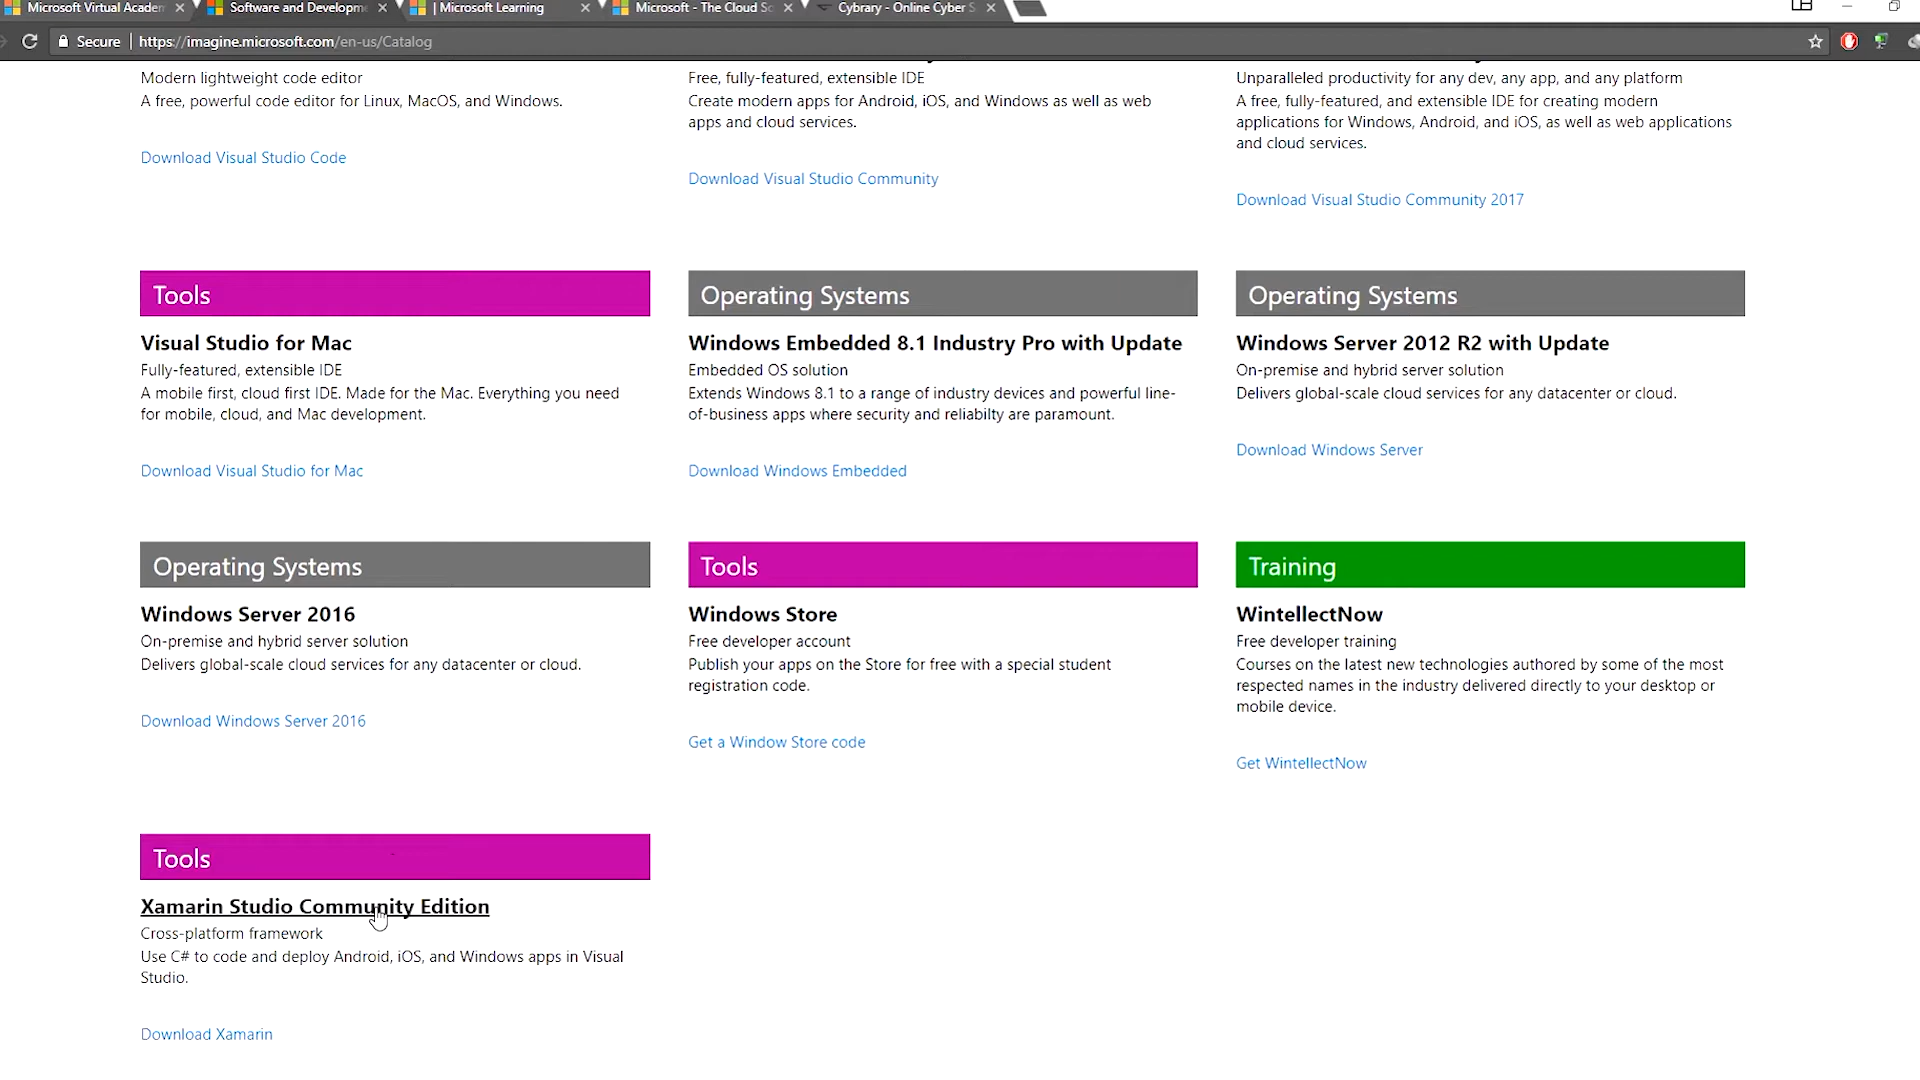 Microsoft Virtual Academ
Software and Developme
| Microsoft Learning
Microsoft - The Cloud So
Cybrary - Online Cyber S
Secure | https://imagine.microsoft.com/en-us/Catalog
Modern lightweight code editor
A free, powerful code editor for Linux, MacOS, and Windows.
Download Visual Studio Code
Free, fully-featured, extensible IDE
Create modern apps for Android, iOS, and Windows as well as web
apps and cloud services.
Download Visual Studio Community
Unparalleled productivity for any dev, any app, and any platform
A free, fully-featured, and extensible IDE for creating modern
applications for Windows, Android, and iOS, as well as web applications
and cloud services.
Download Visual Studio Community 2017
Tools
Visual Studio for Mac
Fully-featured, extensible IDE
A mobile first, cloud first IDE. Made for the Mac. Everything you need
for mobile, cloud, and Mac development.
Download Visual Studio for Mac
Operating Systems
Windows Embedded 8.1 Industry Pro with Update
Embedded OS solution
Extends Windows 8.1 to a range of industry devices and powerful line-
of-business apps where security and reliabilty are paramount.
Download Windows Embedded
Operating Systems
Windows Server 2012 R2 with Update
On-premise and hybrid server solution
Delivers global-scale cloud services for any datacenter or cloud.
Download Windows Server
Operating Systems
Windows Server 2016
On-premise and hybrid server solution
Delivers global-scale cloud services for any datacenter or cloud.
Download Windows Server 2016
Tools
Windows Store
Free developer account
Publish your apps on the Store for free with a special student
registration code.
Get a Window Store code
Training
WintellectNow
Free developer training
Courses on the latest new technologies authored by some of the most
respected names in the industry delivered directly to your desktop or
mobile device.
Get WintellectNow
Tools
Xamarin Studio Community Edition
Cross-platform framework
Use C# to code and deploy Android, iOS, and Windows apps in Visual
Studio.
Download Xamarin